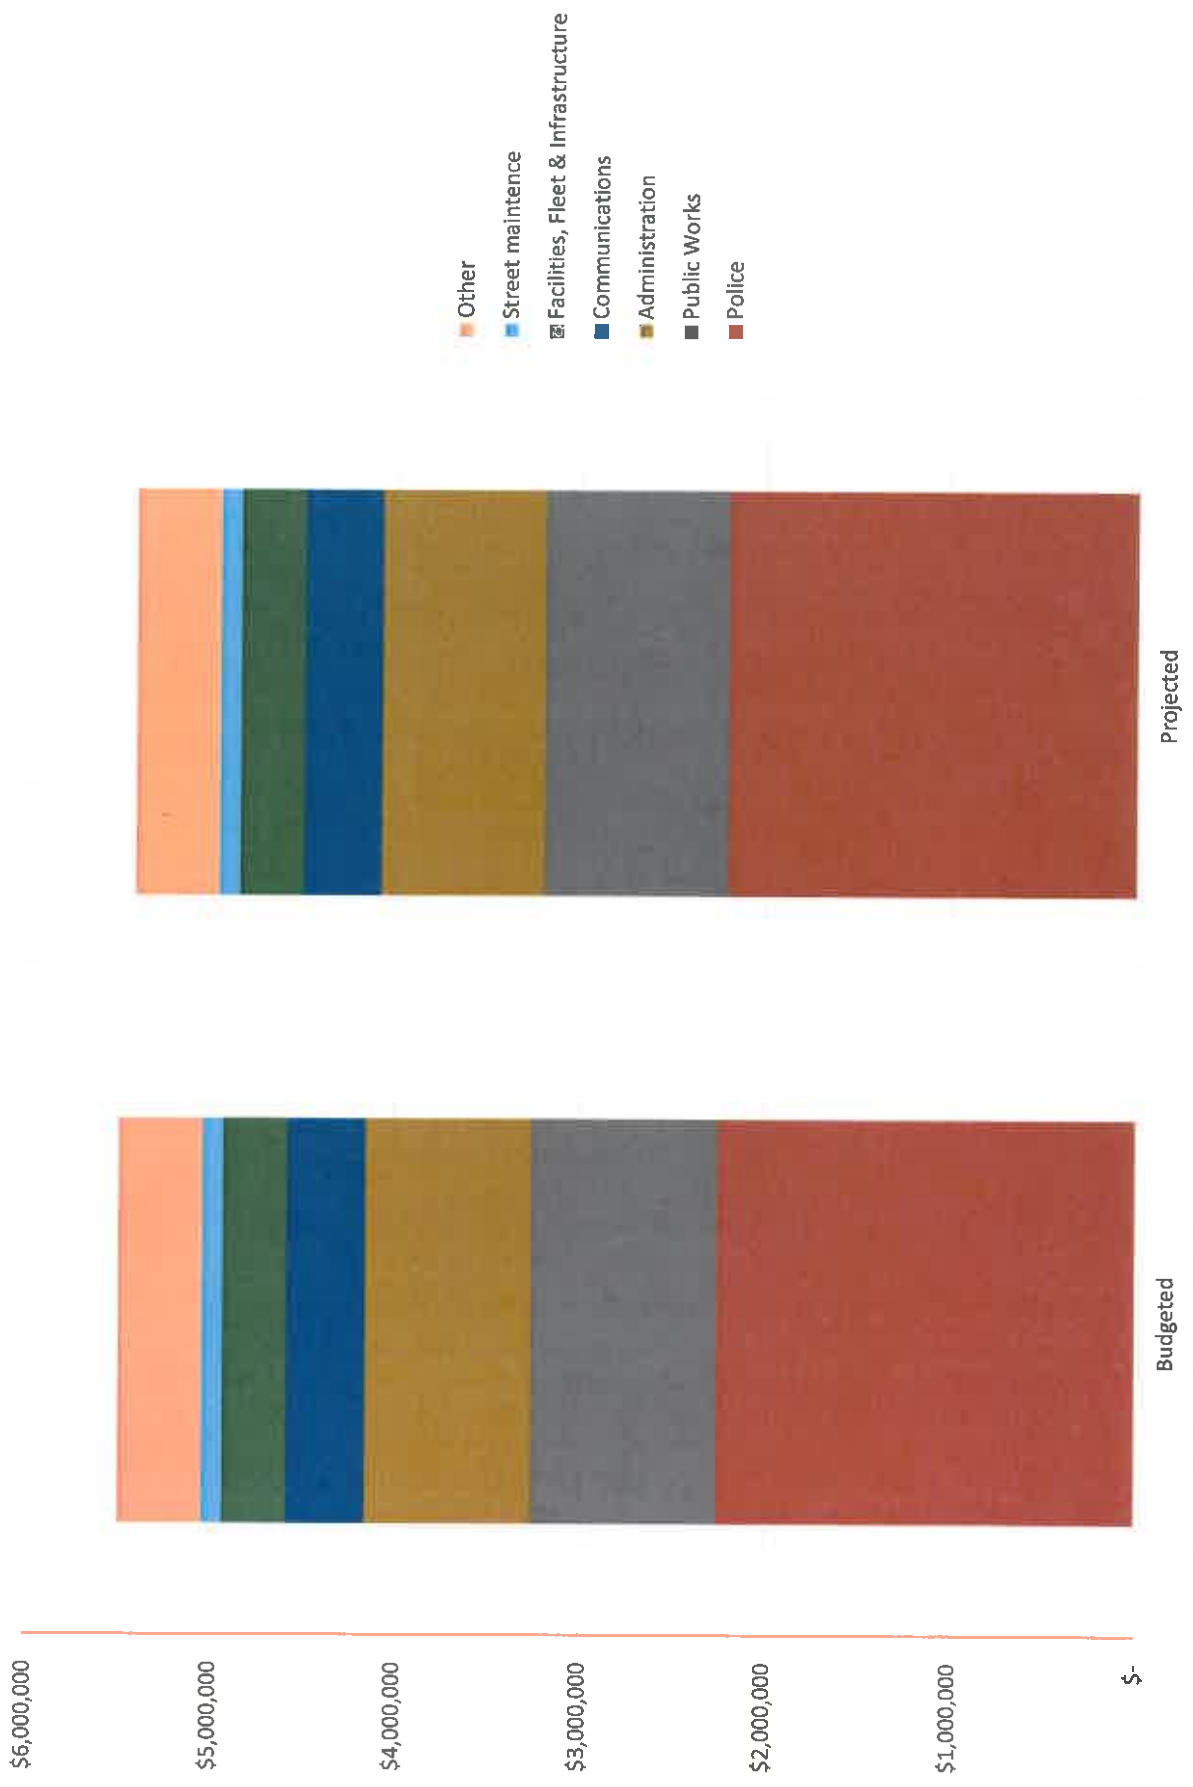 $6,000,000
$5,000,000
$4,000,000
$3,000,000
$2,000,000
$1,000,000
$-
Budgeted
Projected
Other
Street maintence
Facilities, Fleet & Infrastructure
Communications
Administration
Public Works
Police